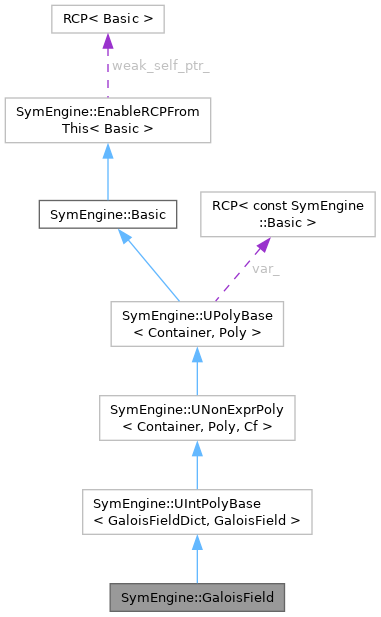 RCP< Basic >
weak_self_ptr_
SymEngine::EnableRCPFrom
This< Basic >
SymEngine::Basic
RCP< const SymEngine
::Basic >
var_
SymEngine::UPolyBase
< Container, Poly >
SymEngine::UNonExprPoly
< Container, Poly, Cf >
SymEngine::UIntPolyBase
< GaloisFieldDict, GaloisField >
SymEngine::GaloisField